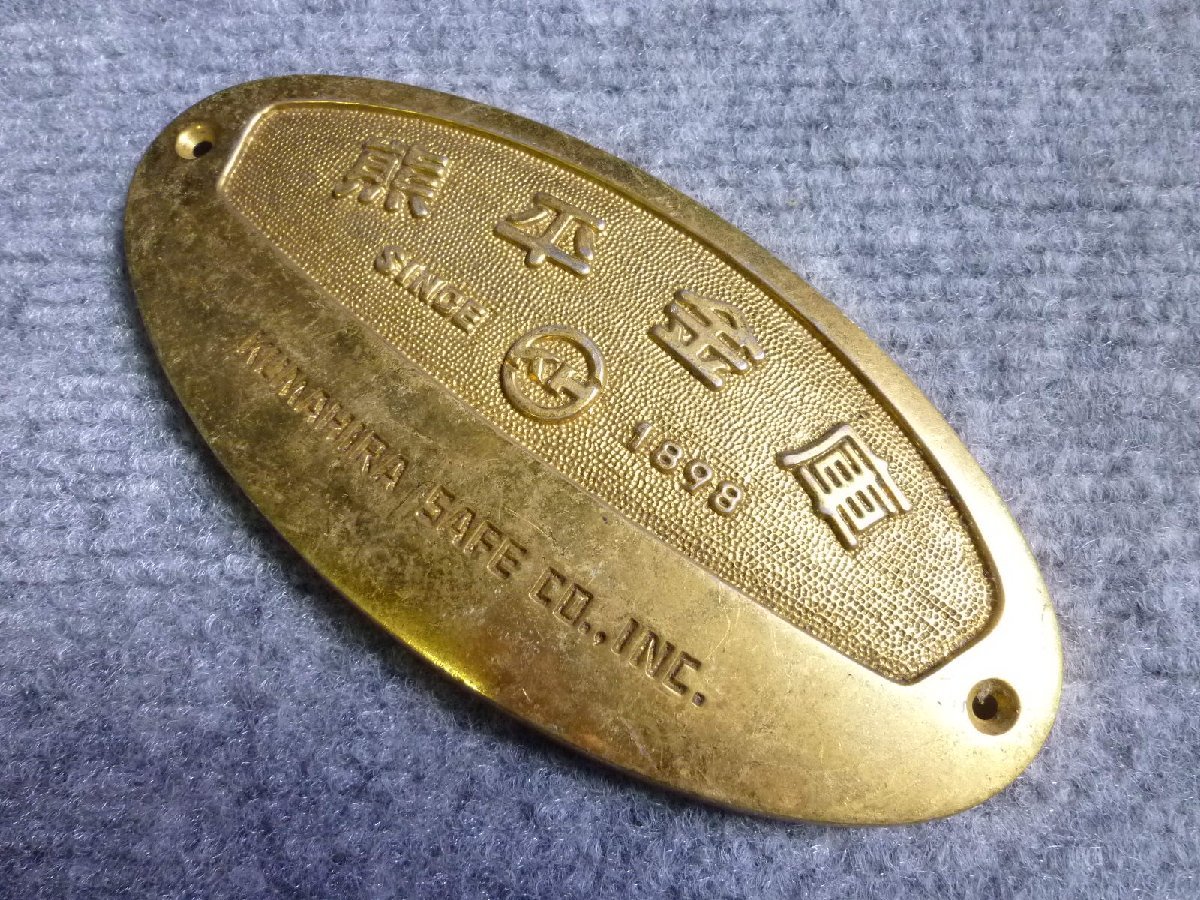 熊平金庫
SINCE 1898
KUMAHIRA SAFE CO., INC.